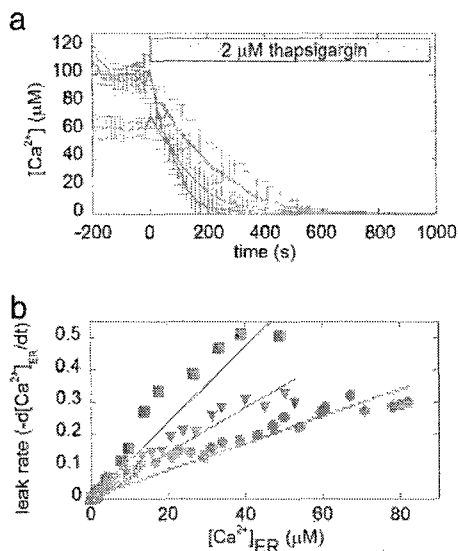 a
2 μM thapsigargin
[Ca²⁺] (μM)
120
100
80
60
40
20
0
-200 0 200 400 600 800 1000
time (s)
b
leak rate (-d[Ca²⁺]ER/dt)
0.5
0.4
0.3
0.2
0.1
0
0 20 40 60 80
[Ca²⁺]ER (μM)